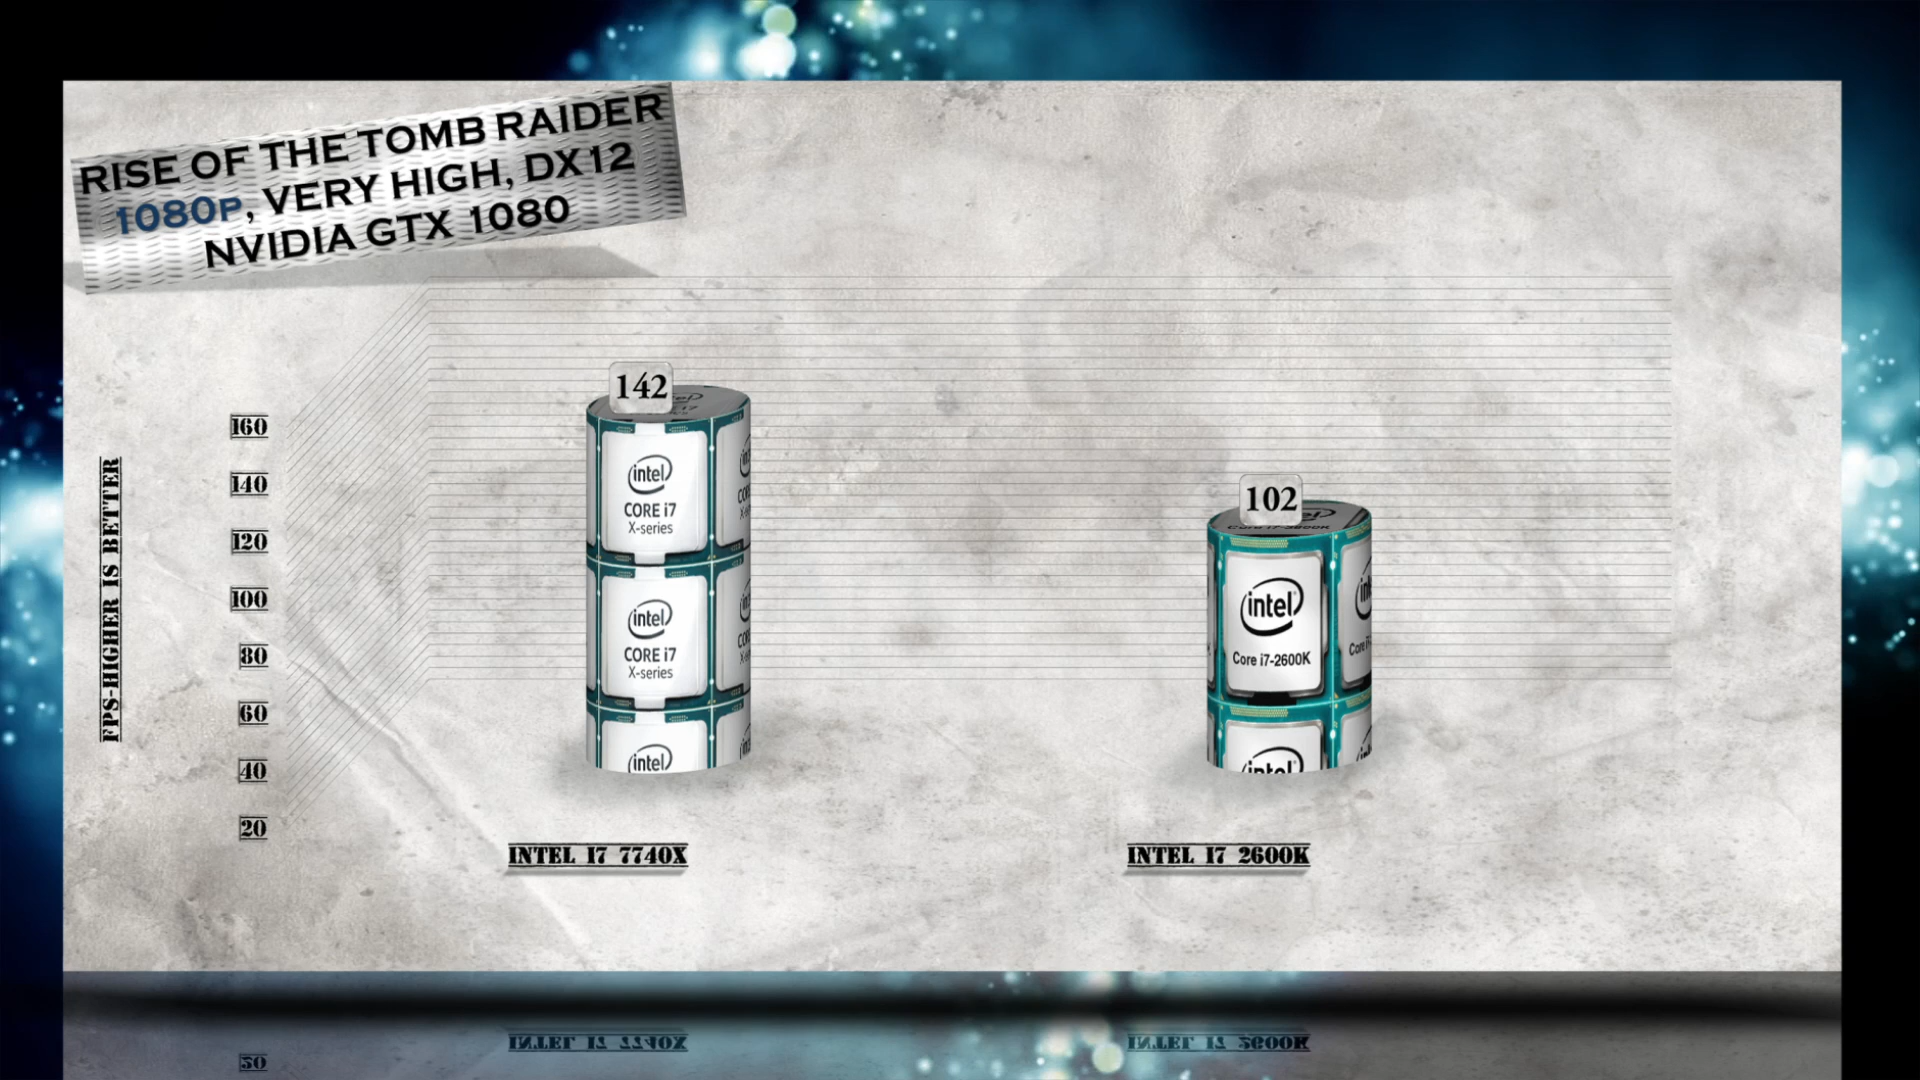 RISE OF THE TOMB RAIDER
1080P, VERY HIGH, DX12
NVIDIA GTX 1080
FPS-HIGHER IS BETTER
160
140
120
100
80
60
40
20
142
intel
CORE i7
X-series
intel
CORE i7
X-series
intel
102
intel
Core i7-2600K
intel
INTEL I7 7740X
INTEL I7 2600K